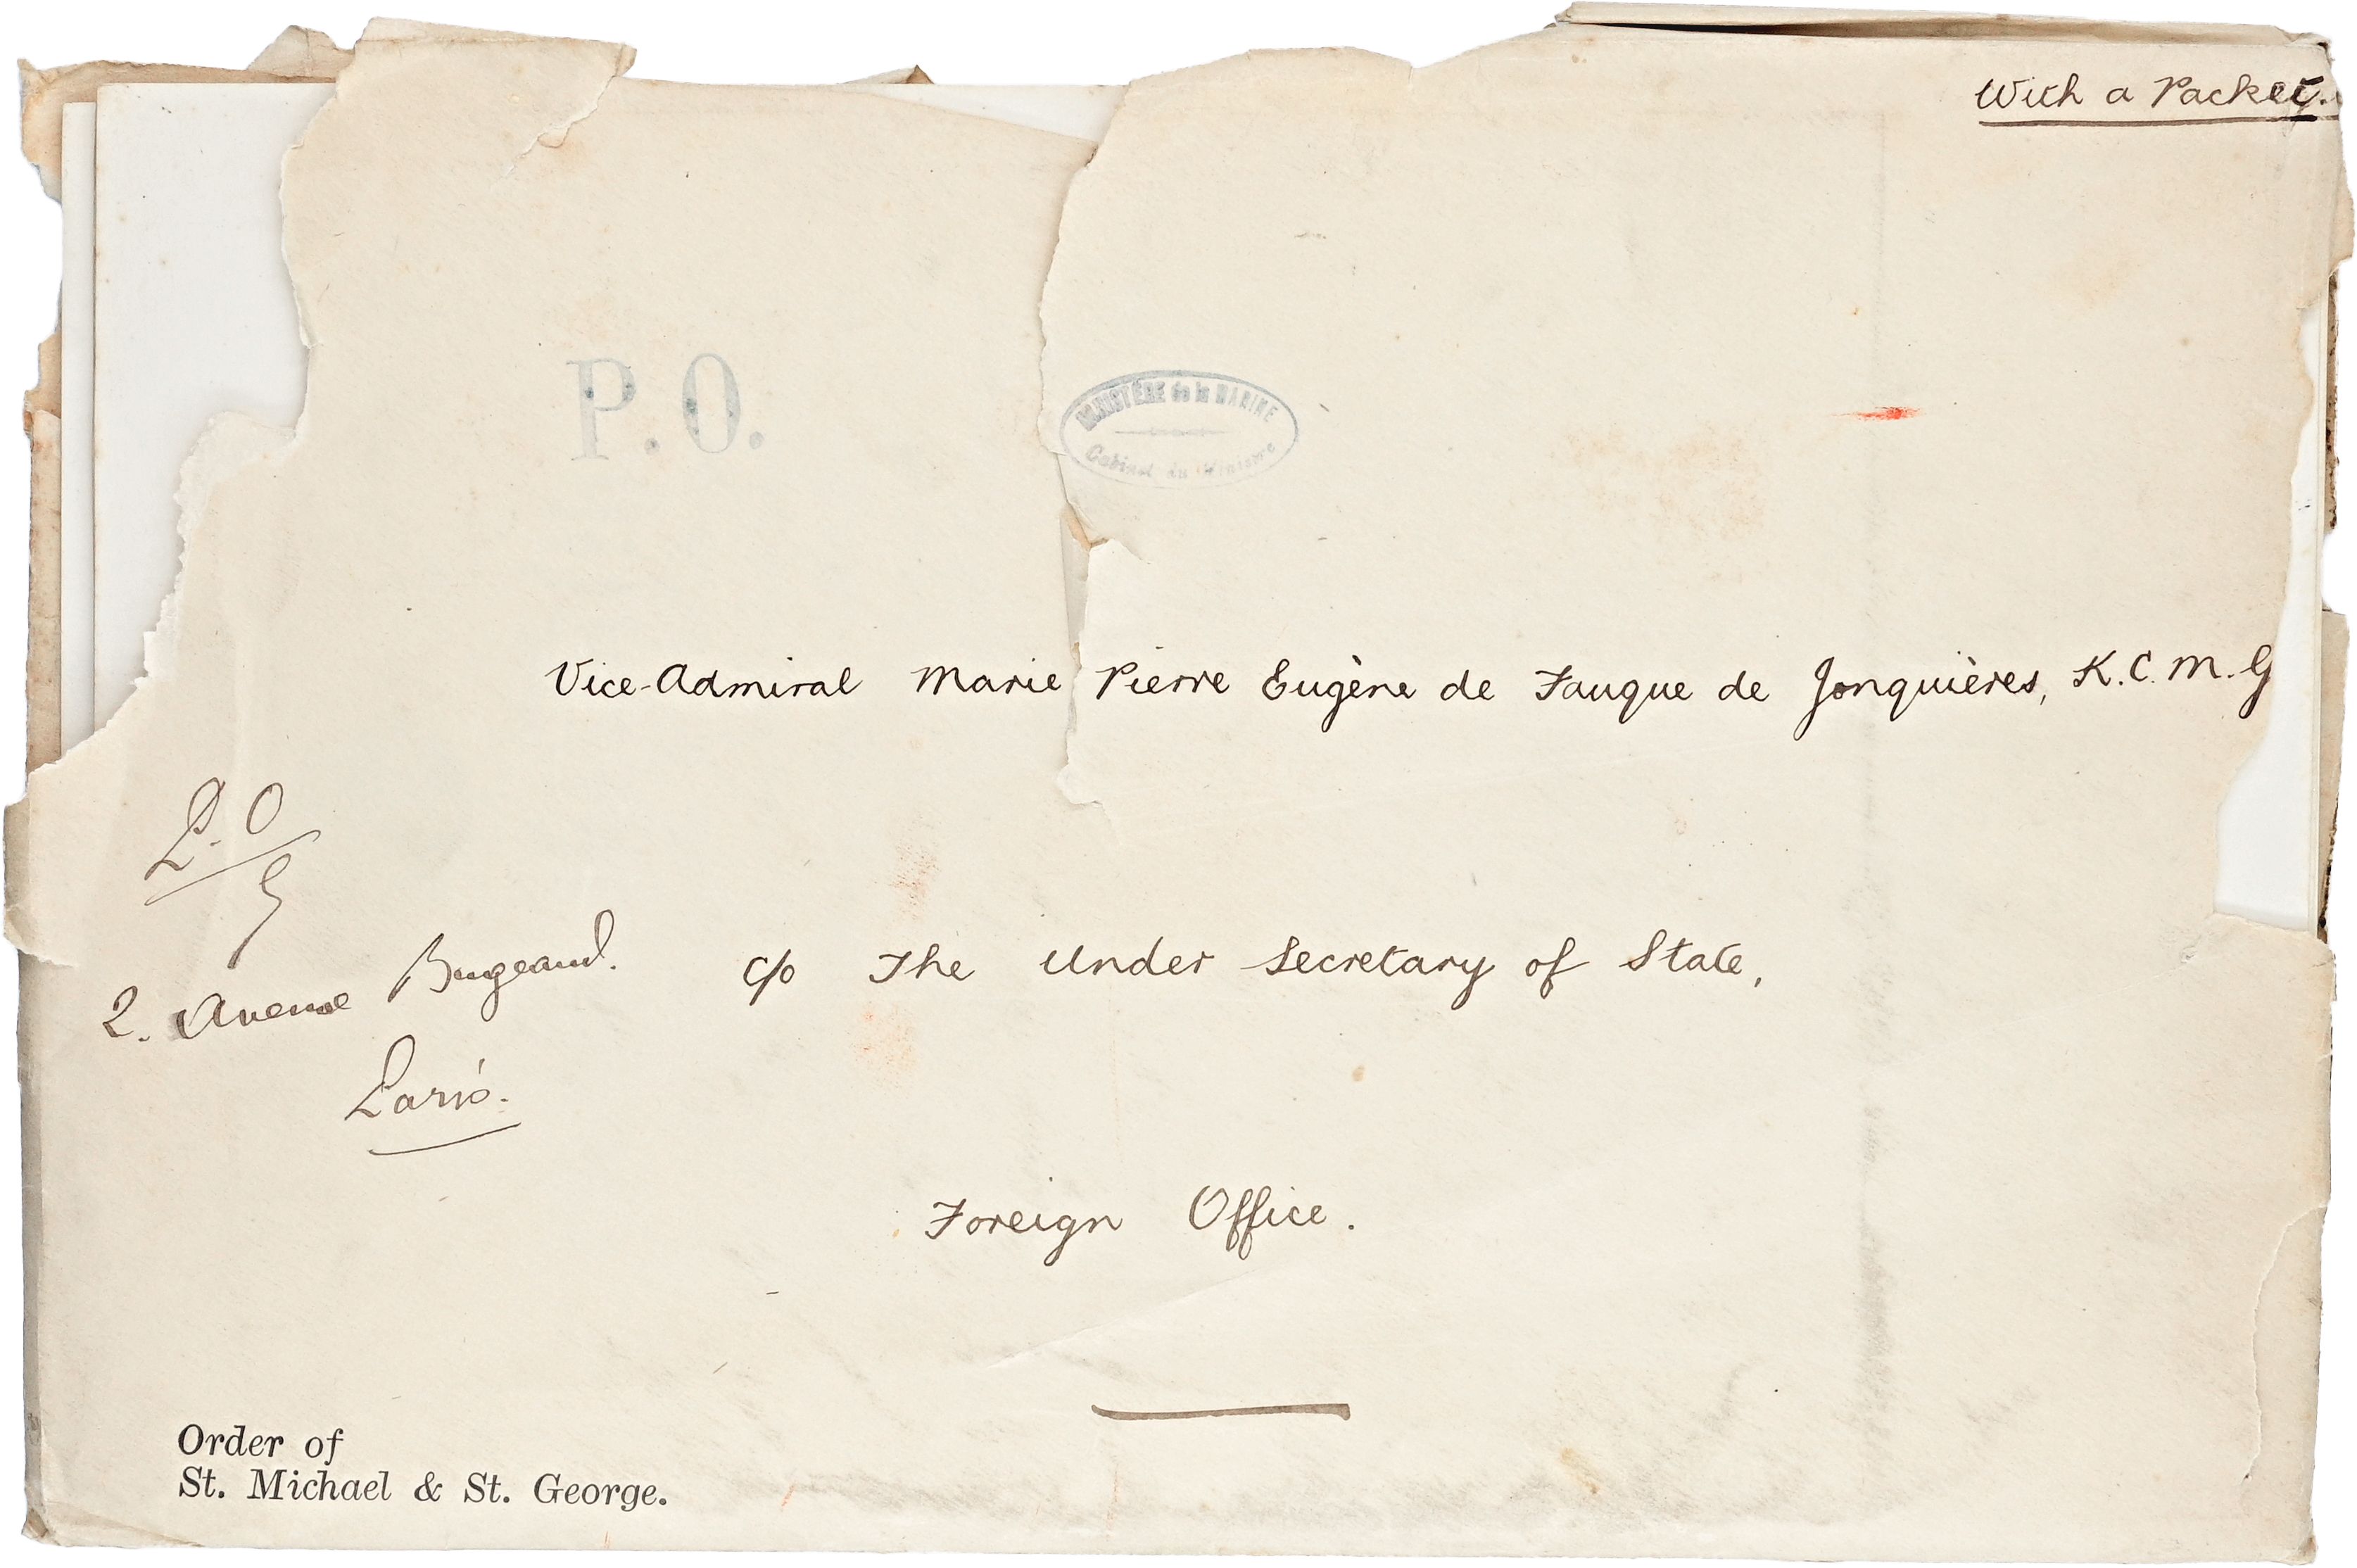 With a Packet.
P.O.
MINISTÈRE de la MARINE
Cabinet du Ministre
Vice-Admiral Marie Pierre Eugène de Fauque de Jonquières, K.C.M.G
P.O
2. Avenue Bugeaud.
Paris.
c/o The Under Secretary of State,
Foreign Office.
Order of
St. Michael & St. George.